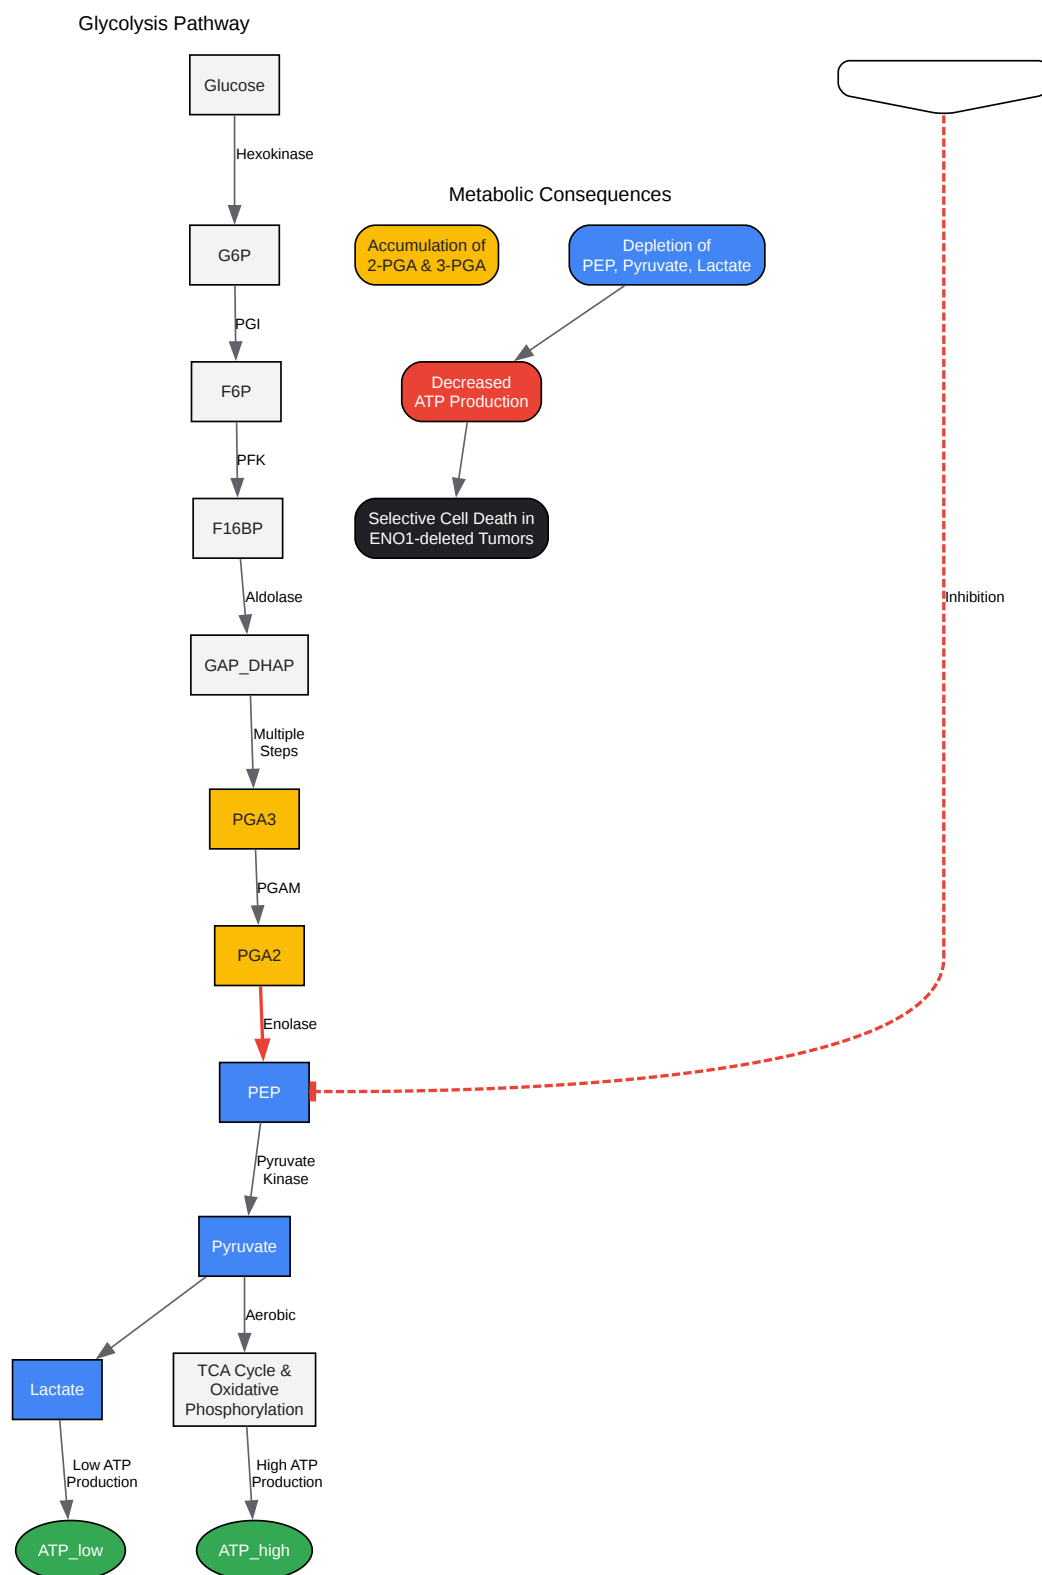 Glycolysis Pathway
Glucose
Hexokinase
Metabolic Consequences
G6P
Accumulation of
2-PGA & 3-PGA
Depletion of
PEP, Pyruvate, Lactate
PGI
F6P
Decreased
ATP Production
PFK
F16BP
Selective Cell Death in
ENO1-deleted Tumors
Aldolase
Inhibition
GAP_DHAP
Multiple
Steps
PGA3
PGAM
PGA2
Enolase
PEP
Pyruvate
Kinase
Pyruvate
Aerobic
Lactate
TCA Cycle &
Oxidative
Phosphorylation
Low ATP
Production
High ATP
Production
ATP_low
ATP_high